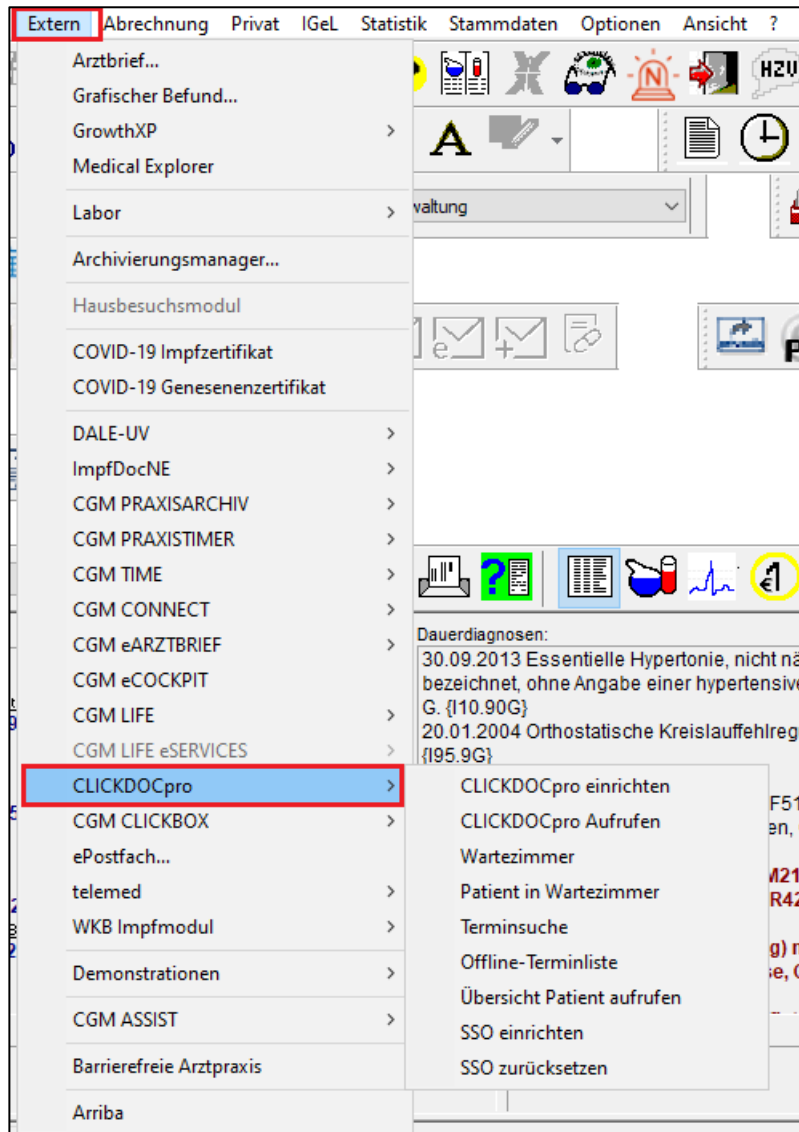 Extern Abrechnung Privat IGeL Statistik Stammdaten Optionen Ansicht ?
Arztbrief...
Grafischer Befund...
GrowthXP
Medical Explorer
Labor
Archivierungsmanager...
Hausbesuchsmodul
COVID-19 Impfzertifikat
COVID-19 Genesenenzertifikat
DALE-UV
ImpfDocNE
CGM PRAXISARCHIV
CGM PRAXISTIMER
CGM TIME
CGM CONNECT
CGM eARZTBRIEF
CGM eCOCKPIT
CGM LIFE
CGM LIFE eSERVICES
CLICKDOCpro
CGM CLICKBOX
ePostfach...
telemed
WKB Impfmodul
Demonstrationen
CGM ASSIST
Barrierefreie Arztpraxis
Arriba
CLICKDOCpro einrichten
CLICKDOCpro Aufrufen
Wartezimmer
Patient in Wartezimmer
Terminsuche
Offline-Terminliste
Übersicht Patient aufrufen
SSO einrichten
SSO zurücksetzen
HZV
N
A
waltung
Dauerdiagnosen:
30.09.2013 Essentielle Hypertonie, nicht nä
bezeichnet, ohne Angabe einer hypertensive
G. {I10.90G}
20.01.2004 Orthostatische Kreislauffehlreg
{I95.9G}
F51
en,
M21
R42
g) n